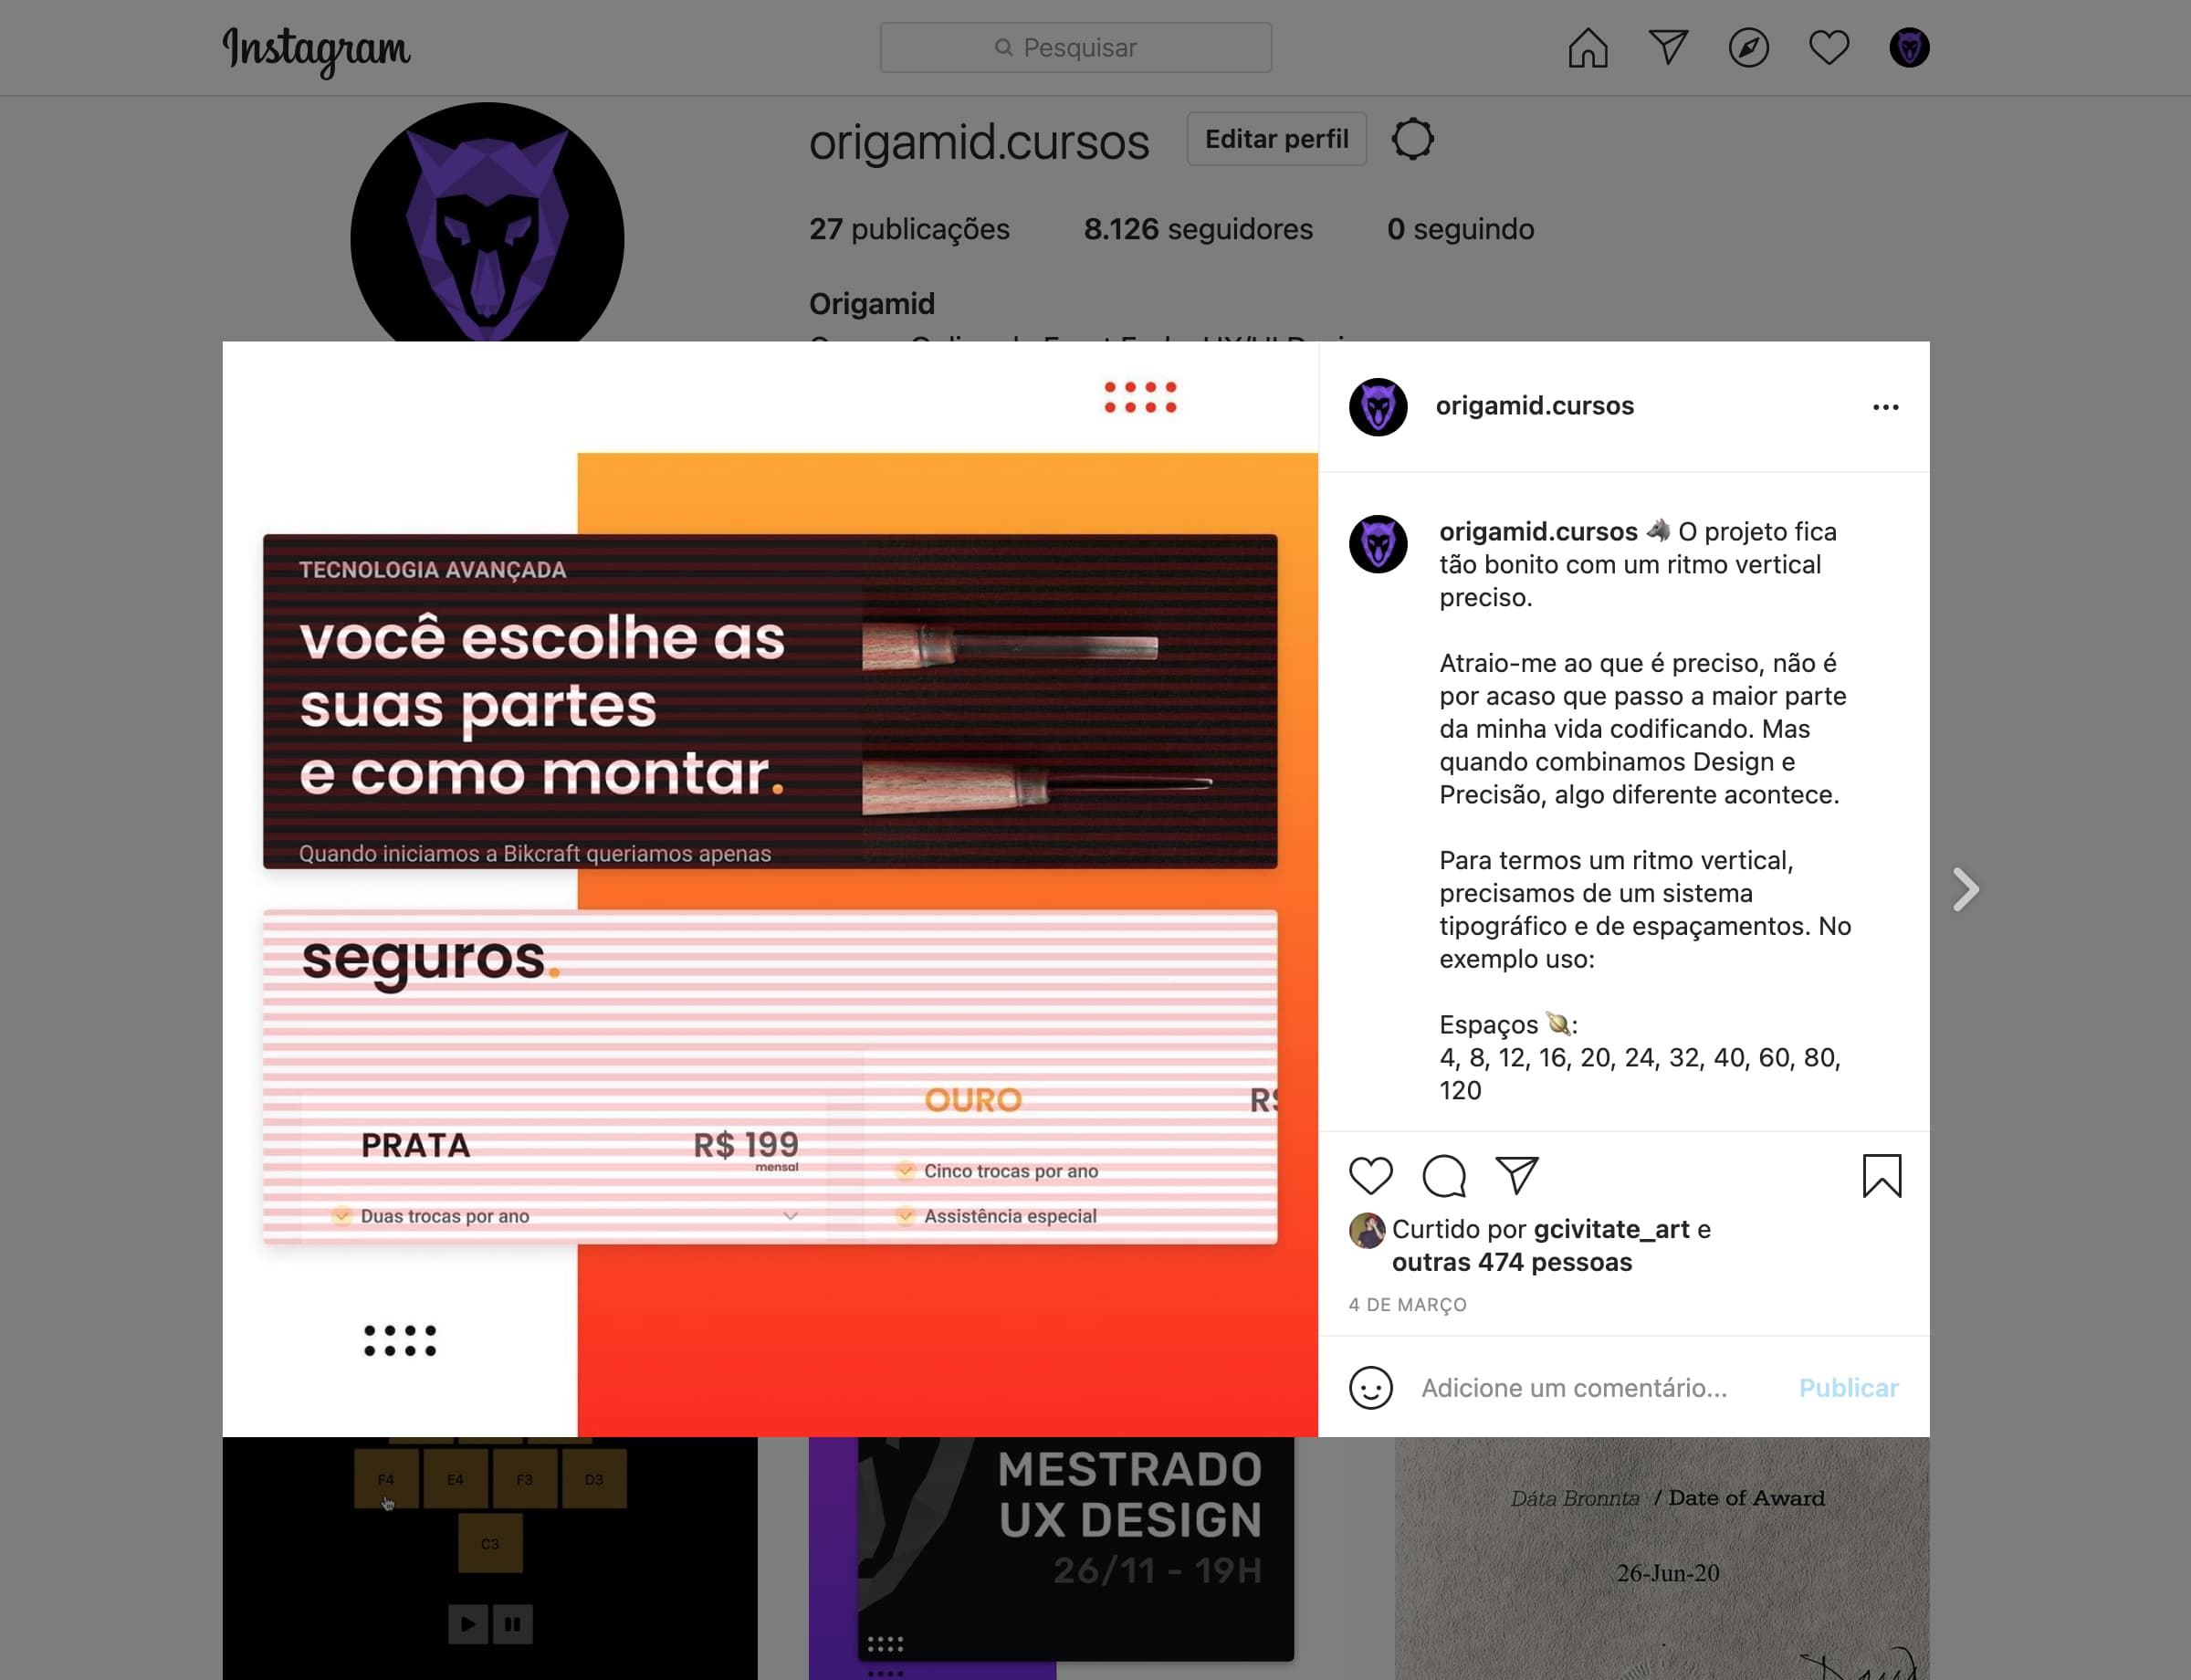 Instagram
Pesquisar
origamid.cursos
Editar perfil
27 publicações
8.126 seguidores
0 seguindo
Origamid
origamid.cursos
TECNOLOGIA AVANÇADA
você escolhe as
suas partes
e como montar.
Quando iniciamos a Bikcraft queriamos apenas
seguros.
PRATA
R$ 199
mensal
Duas trocas por ano
OURO
R$
Cinco trocas por ano
Assistência especial
origamid.cursos 🐺 O projeto fica
tão bonito com um ritmo vertical
preciso.
Atraio-me ao que é preciso, não é
por acaso que passo a maior parte
da minha vida codificando. Mas
quando combinamos Design e
Precisão, algo diferente acontece.
Para termos um ritmo vertical,
precisamos de um sistema
tipográfico e de espaçamentos. No
exemplo uso:
Espaços 🪐:
4, 8, 12, 16, 20, 24, 32, 40, 60, 80,
120
Curtido por gcivitate_art e
outras 474 pessoas
4 DE MARÇO
Adicione um comentário...
Publicar
F4
E4
F3
D3
C3
MESTRADO
UX DESIGN
26/11 - 19H
Dáta Bronnta / Date of Award
26-Jun-20